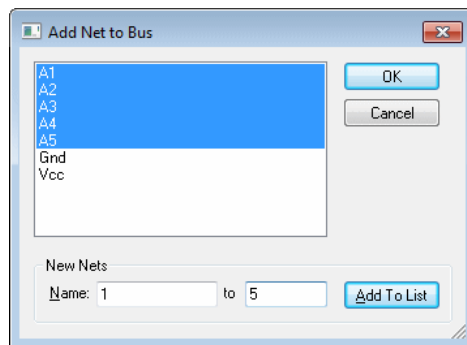 Add Net to Bus
A1
A2
A3
A4
A5
Gnd
Vcc
OK
Cancel
New Nets
Name: 1 to 5 Add To List